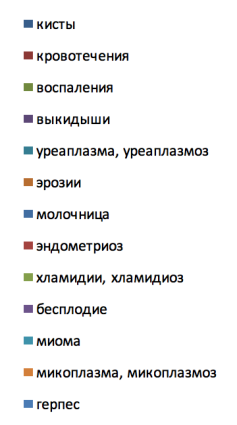 кисты
кровотечения
воспаления
выкидыши
уреаплазма, уреаплазмоз
эрозии
молочница
эндометриоз
хламидии, хламидиоз
бесплодие
миома
микоплазма, микоплазмоз
герпес